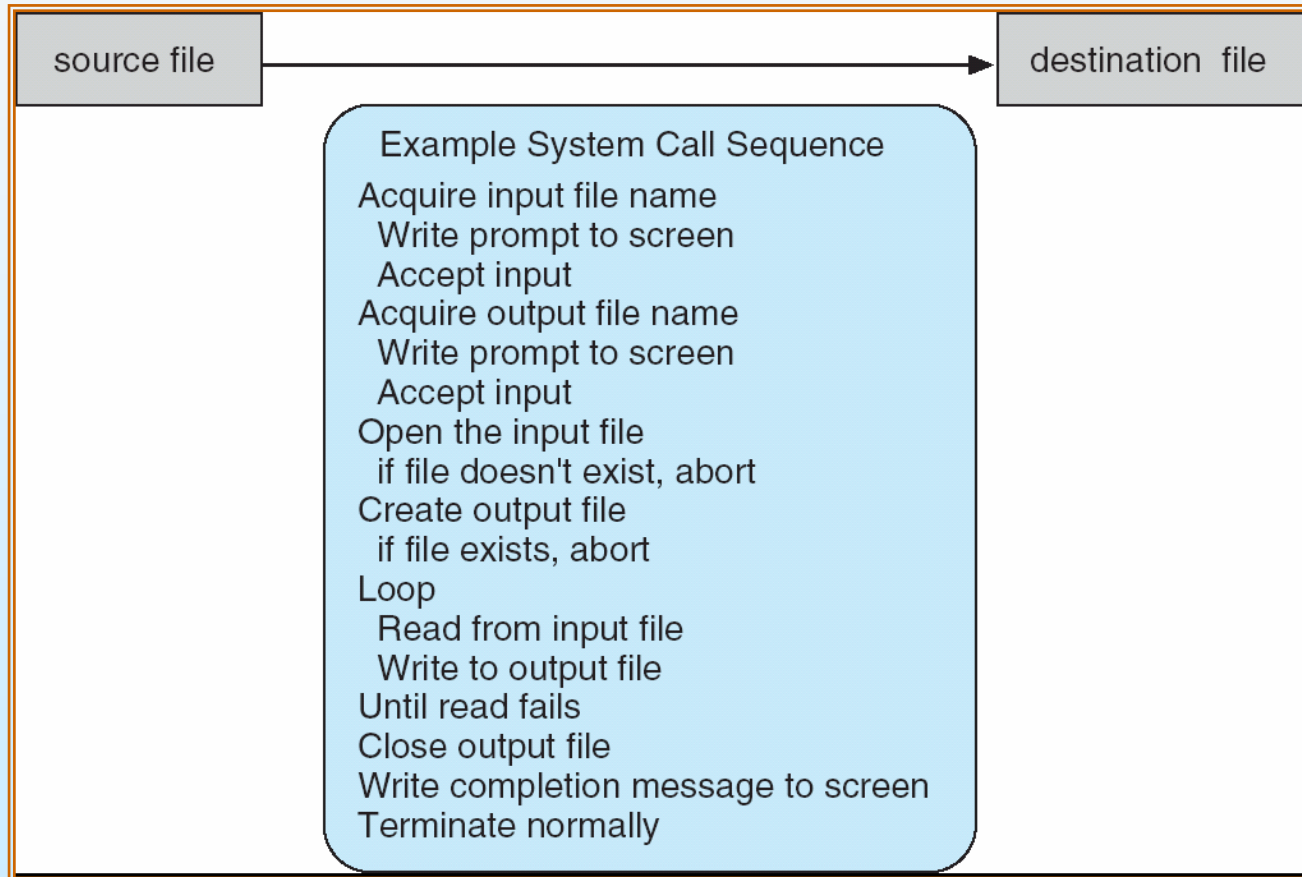 source file
destination file
Example System Call Sequence
Acquire input file name
Write prompt to screen
Accept input
Acquire output file name
Write prompt to screen
Accept input
Open the input file
if file doesn't exist, abort
Create output file
if file exists, abort
Loop
Read from input file
Write to output file
Until read fails
Close output file
Write completion message to screen
Terminate normally